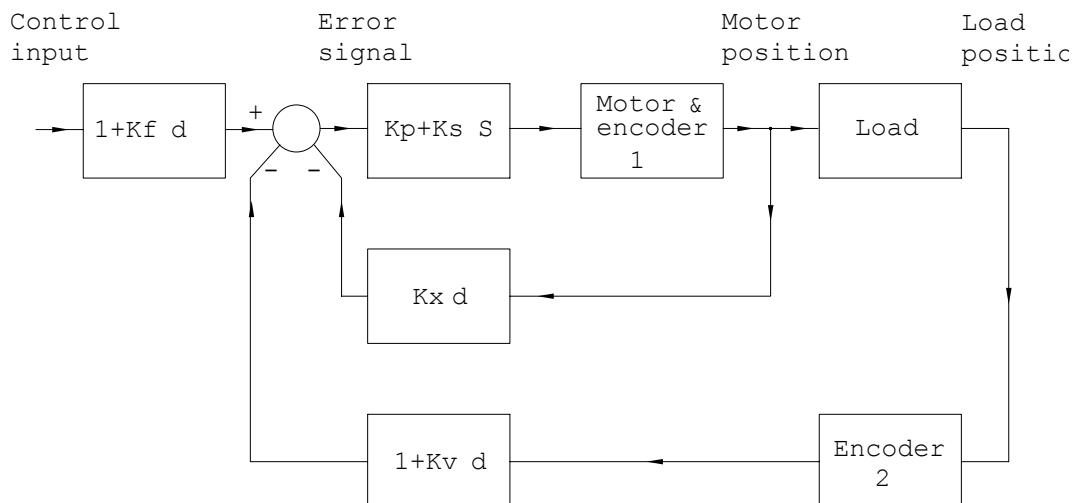 Control
input
Error
signal
Motor
position
Load
positic
1+Kf d
+
Kp+Ks S
Motor &
encoder
1
Load
−
−
Kx d
1+Kv d
Encoder
2